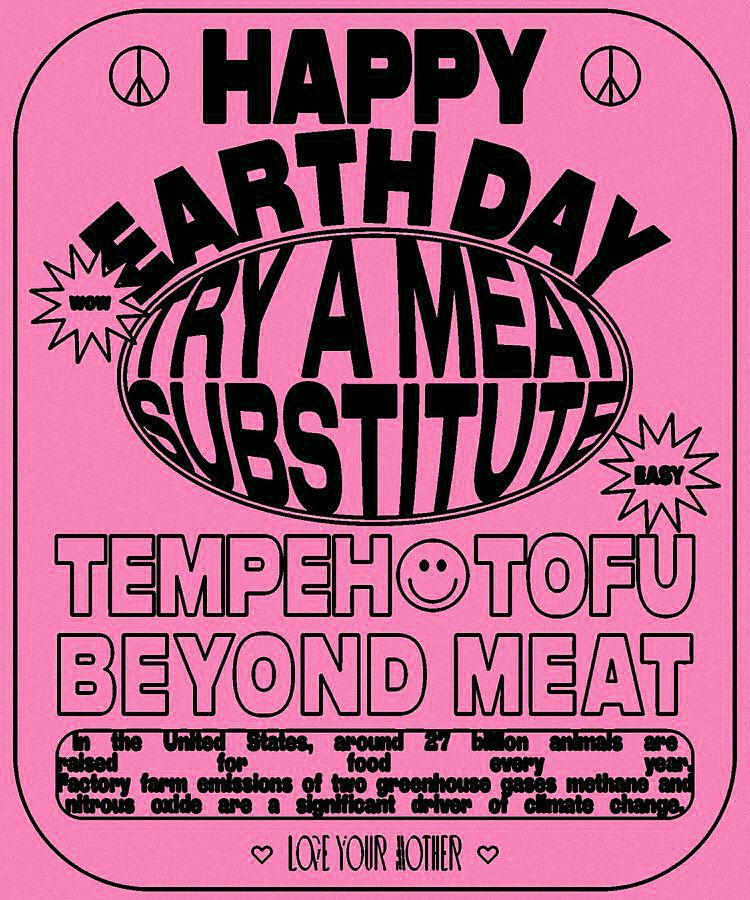 HAPPY
EARTH DAY
WOW
TRY A MEAT
SUBSTITUTE
EASY
TEMPEH TOFU
BEYOND MEAT
In the United States, around 27 billion animals are
raised for food every year.
Factory farm emissions of two greenhouse gases methane and
nitrous oxide are a significant driver of climate change.
LOVE YOUR MOTHER